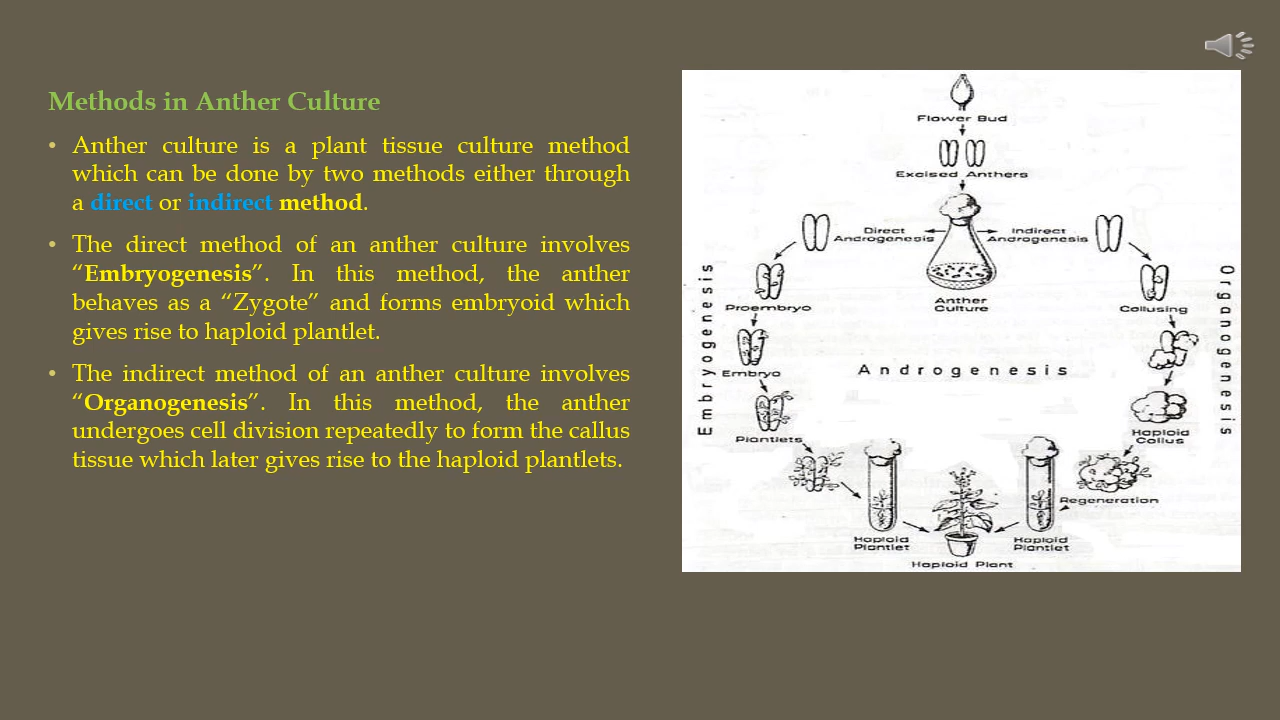 Methods in Anther Culture
• Anther culture is a plant tissue culture method
which can be done by two methods either through
a direct or indirect method.
• The direct method of an anther culture involves
“Embryogenesis”. In this method, the anther
behaves as a “Zygote” and forms embryoid which
gives rise to haploid plantlet.
• The indirect method of an anther culture involves
“Organogenesis”. In this method, the anther
undergoes cell division repeatedly to form the callus
tissue which later gives rise to the haploid plantlets.
Flower Bud
Excised Anthers
Direct
Androgenesis
Indirect
Androgenesis
Anther
Culture
Embryogenesis
Proembryo
Embryo
Plantlets
Androgenesis
Organogenesis
Callusing
Haploid
Callus
Regeneration
Haploid
Plantlet
Haploid
Plantlet
Haploid Plant